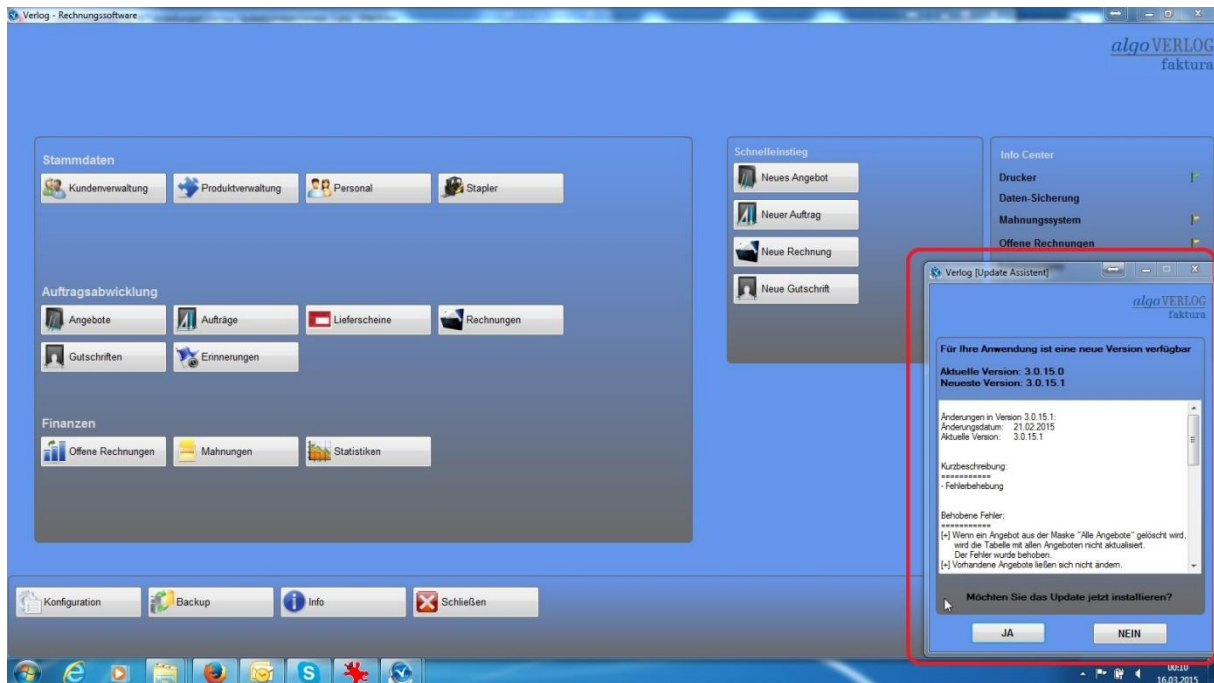 Verlog - Rechnungssoftware
algoVERLOG
faktura
Stammdaten
Kundenverwaltung
Produktverwaltung
Personal
Stapler
Auftragsabwicklung
Angebote
Aufträge
Lieferscheine
Rechnungen
Gutschriften
Erinnerungen
Finanzen
Offene Rechnungen
Mahnungen
Statistiken
Schnelleinstieg
Neues Angebot
Neuer Auftrag
Neue Rechnung
Neue Gutschrift
Info Center
Drucker
Daten-Sicherung
Mahnungssystem
Offene Rechnungen
Verlog [Update Assistent]
algoVERLOG
faktura
Für Ihre Anwendung ist eine neue Version verfügbar
Aktuelle Version: 3.0.15.0
Neueste Version: 3.0.15.1
Änderungen in Version 3.0.15.1:
Änderungsdatum: 21.02.2015
Aktuelle Version: 3.0.15.1
Kurzbeschreibung:
===========
- Fehlerbehebung
Behobene Fehler:
===========
[+] Wenn ein Angebot aus der Maske "Alle Angebote" gelöscht wird,
wird die Tabelle mit allen Angeboten nicht aktualisiert.
Der Fehler wurde behoben.
[+] Vorhandene Angebote ließen sich nicht ändern.
Möchten Sie das Update jetzt installieren?
JA
NEIN
Konfiguration
Backup
Info
Schließen
00:10
16.03.2015